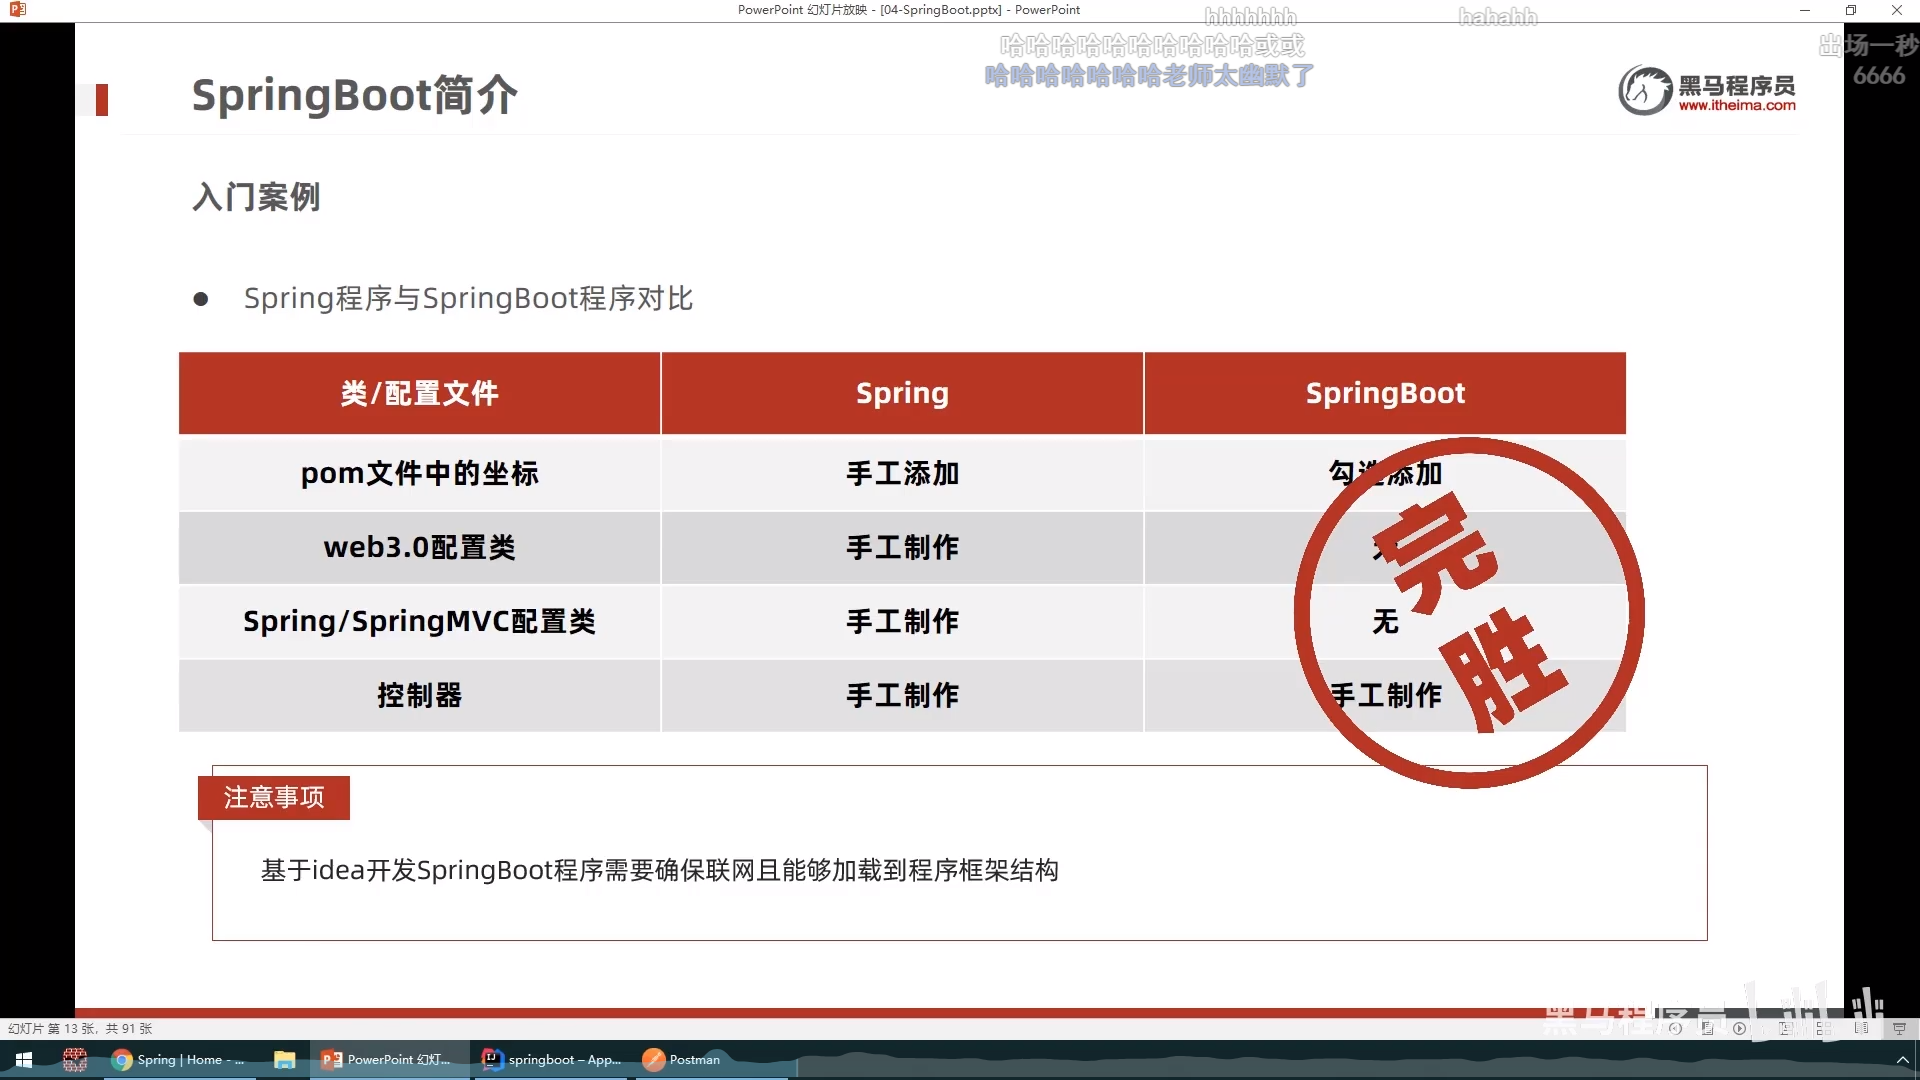 PowerPoint 幻灯片放映 - [04-SpringBoot.pptx] - PowerPoint
hhhhhhh
hahahh
哈哈哈哈哈哈哈哈哈哈或或
出场一秒
哈哈哈哈哈哈哈老师太幽默了
6666
SpringBoot简介
黑马程序员
www.itheima.com
入门案例
● Spring程序与SpringBoot程序对比
类/配置文件 Spring SpringBoot
pom文件中的坐标 手工添加 勾选添加
web3.0配置类 手工制作
Spring/SpringMVC配置类 手工制作 无
控制器 手工制作 手工制作
完胜
注意事项
基于idea开发SpringBoot程序需要确保联网且能够加载到程序框架结构
黑马程序员
幻灯片 第 13 张，共 91 张
Spring | Home - ...
PowerPoint 幻灯...
springboot – App...
Postman